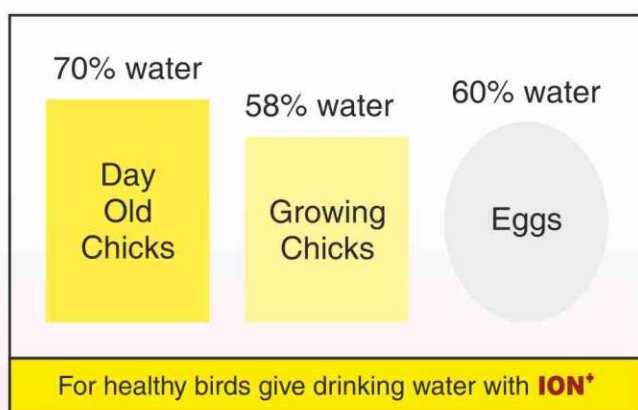 70% water
Day
Old
Chicks
58% water
Growing
Chicks
60% water
Eggs
For healthy birds give drinking water with ION+